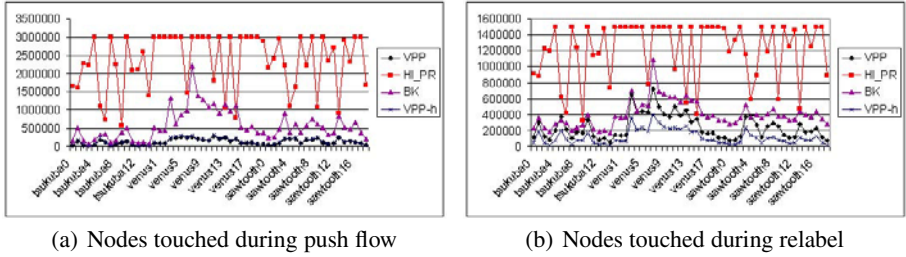 3500000
3000000
2500000
2000000
1500000
1000000
500000
0
tsukuba0
tsukuba4
tsukuba8
tsukuba12
venus1
venus5
venus9
venus13
venus17
sawtooth0
sawtooth4
sawtooth8
sawtooth12
sawtooth16
VPP
HI_PR
BK
VPP-h
(a) Nodes touched during push flow
1600000
1400000
1200000
1000000
800000
600000
400000
200000
0
tsukuba0
tsukuba4
tsukuba8
tsukuba12
venus1
venus5
venus9
venus13
venus17
sawtooth0
sawtooth4
sawtooth8
sawtooth12
sawtooth16
VPP
HI_PR
BK
VPP-h
(b) Nodes touched during relabel